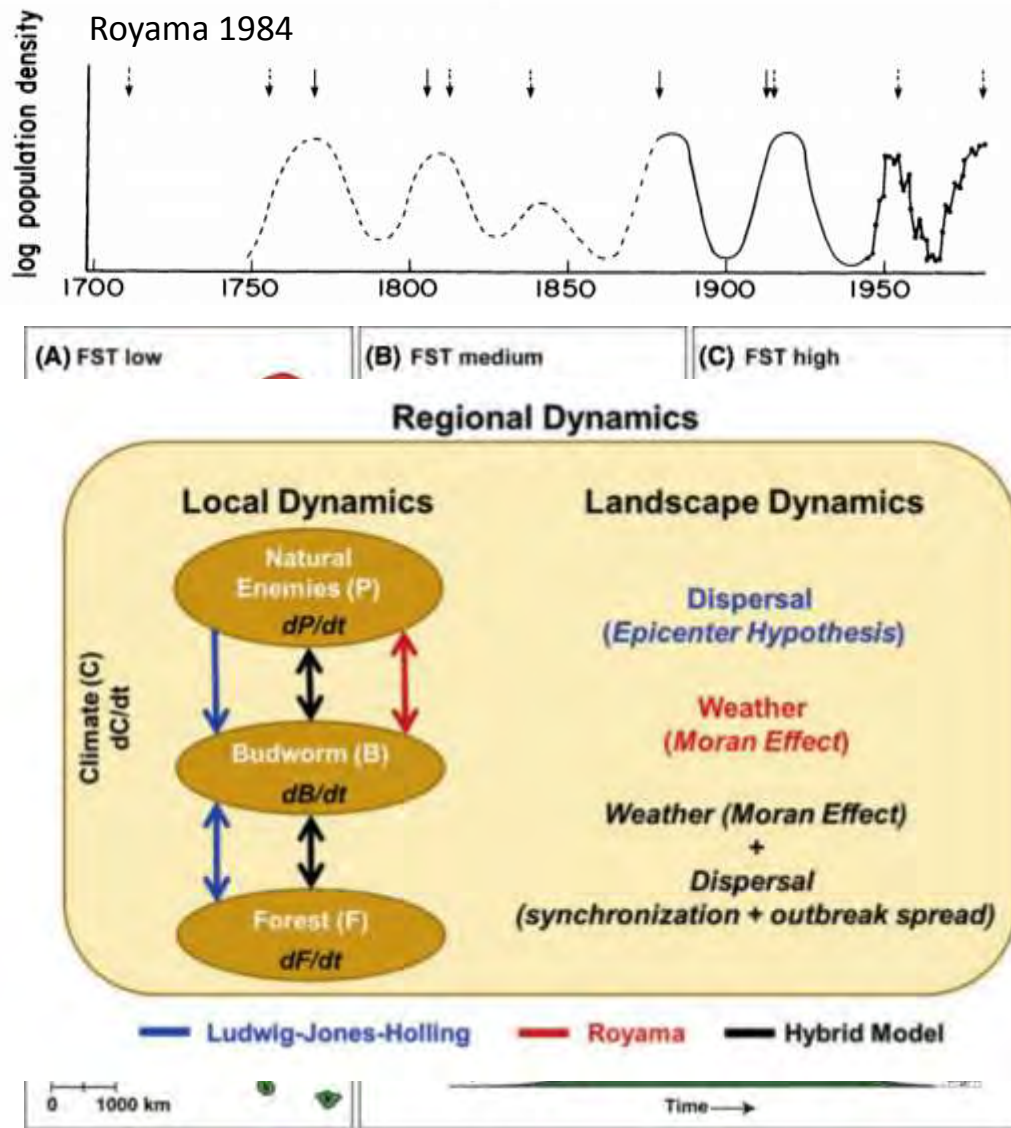 Royama 1984
log population density
1700
1750
1800
1850
1900
1950
(A) FST low
(B) FST medium
(C) FST high
Regional Dynamics
Local Dynamics
Landscape Dynamics
Climate (C)
dC/dt
Natural
Enemies (P)
dP/dt
Budworm (B)
dB/dt
Forest (F)
dF/dt
Dispersal
(Epicenter Hypothesis)
Weather
(Moran Effect)
Weather (Moran Effect)
+
Dispersal
(synchronization + outbreak spread)
Ludwig-Jones-Holling
Royama
Hybrid Model
0
1000 km
Time